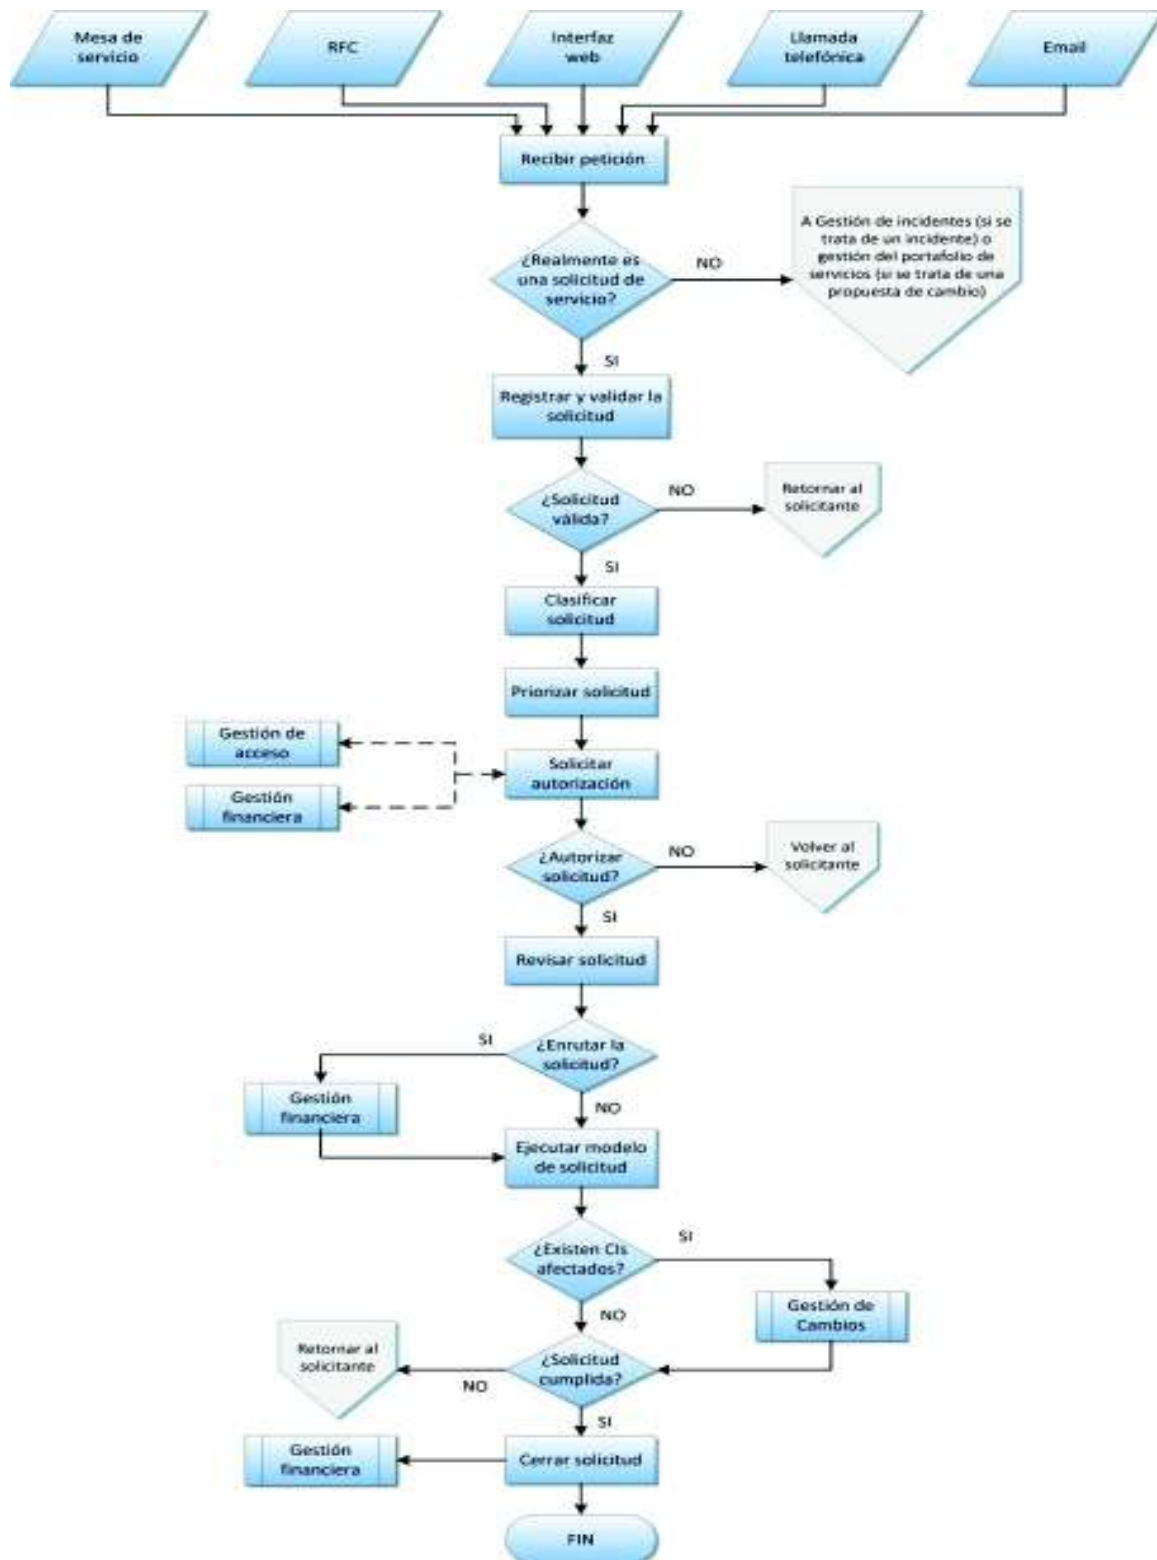 Mesa de
servicio
RFC
Interfaz
web
Llamada
telefónica
Email
Recibir petición
A Gestión de incidentes (si se
trata de un incidente) o
gestión del portafolio de
servicios (si se trata de una
propuesta de cambio)
¿Realmente es
una solicitud de
servicio?
NO
SI
Registrar y validar la
solicitud
¿Solicitud
válida?
NO
Retornar al
solicitante
SI
Clasificar
solicitud
Priorizar solicitud
Gestión de
acceso
Solicitar
autorización
Gestión
financiera
¿Autorizar
solicitud?
NO
Volver al
solicitante
SI
Revisar solicitud
SI
¿Enrutar la
solicitud?
Gestión
financiera
NO
Ejecutar modelo
de solicitud
¿Existen CIs
afectados?
SI
Gestión de
Cambios
NO
Retornar al
solicitante
¿Solicitud
cumplida?
NO
SI
Gestión
financiera
Cerrar solicitud
FIN